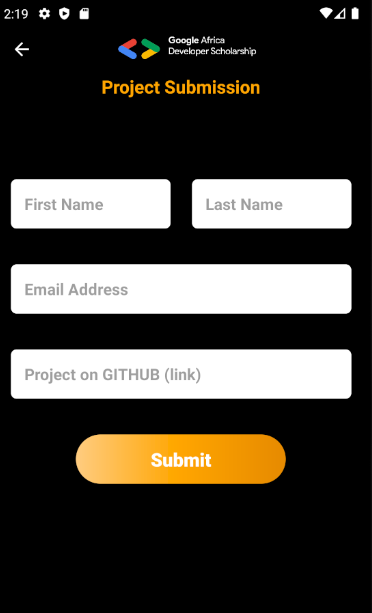 2:19
Google Africa
Developer Scholarship
Project Submission
First Name
Last Name
Email Address
Project on GITHUB (link)
Submit